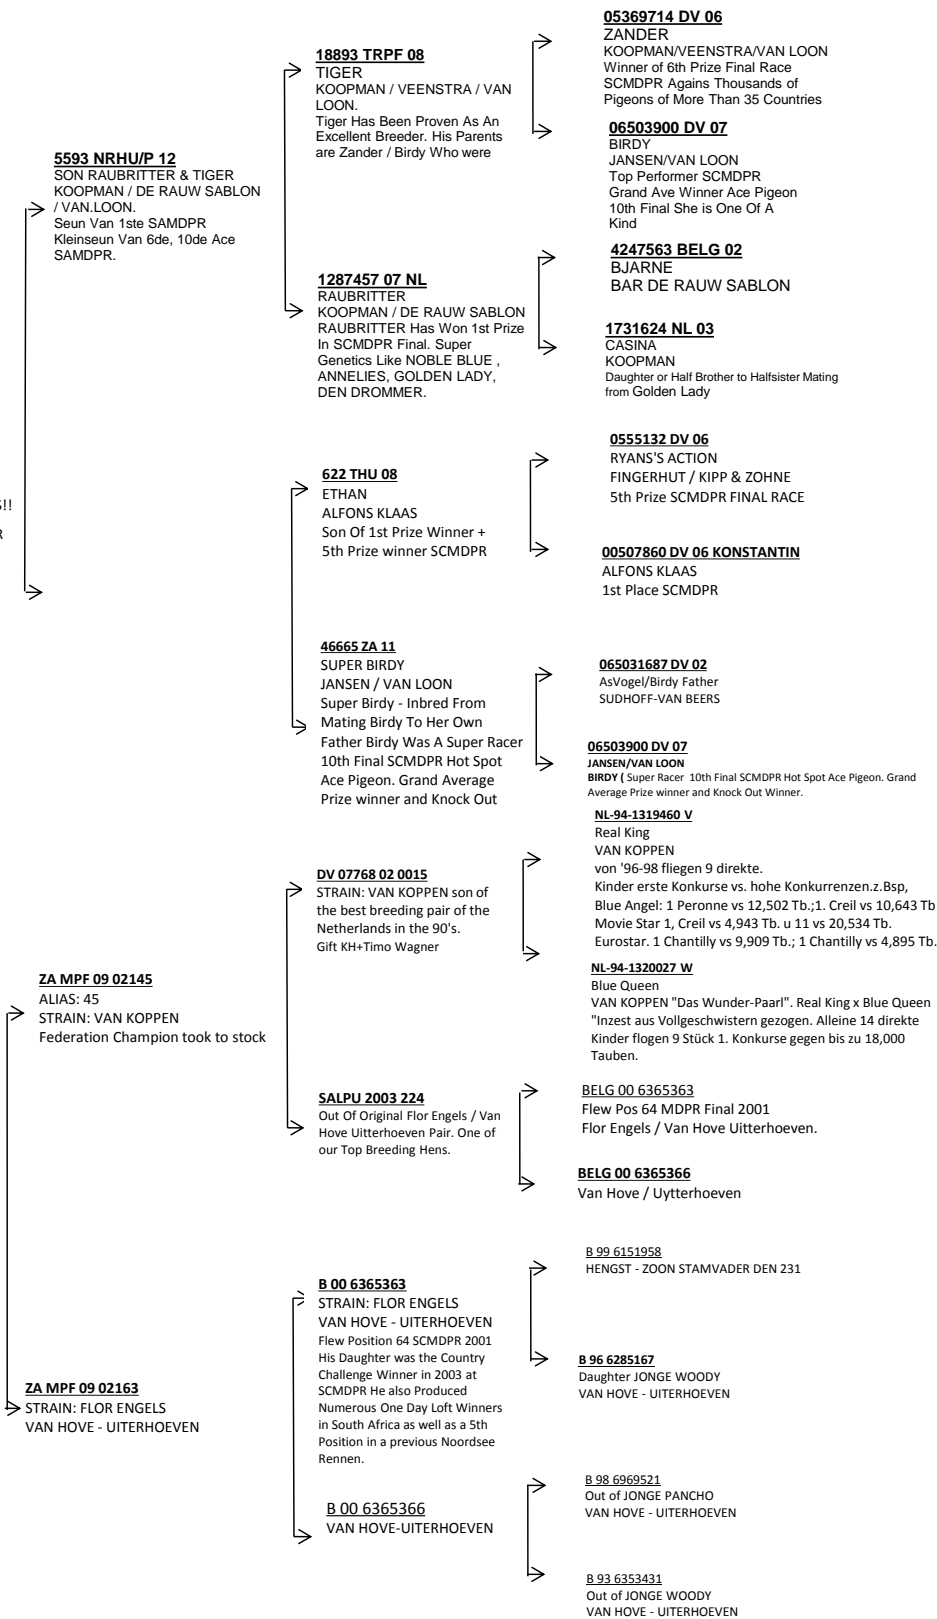 05369714 DV 06
ZANDER
KOOPMAN/VEENSTRA/VAN LOON
Winner of 6th Prize Final Race
SCMDPR Agains Thousands of
Pigeons of More Than 35 Countries
18893 TRPF 08
TIGER
KOOPMAN / VEENSTRA / VAN
LOON.
Tiger Has Been Proven As An
Excellent Breeder. His Parents
are Zander / Birdy Who were
06503900 DV 07
BIRDY
JANSEN/VAN LOON
Top Performer SCMDPR
Grand Ave Winner Ace Pigeon
10th Final She is One Of A
Kind
5593 NRHU/P 12
SON RAUBRITTER & TIGER
KOOPMAN / DE RAUW SABLON
/ VAN.LOON.
Seun Van 1ste SAMDPR
Kleinseun Van 6de, 10de Ace
SAMDPR.
4247563 BELG 02
BJARNE
BAR DE RAUW SABLON
1287457 07 NL
RAUBRITTER
KOOPMAN / DE RAUW SABLON
RAUBRITTER Has Won 1st Prize
In SCMDPR Final. Super
Genetics Like NOBLE BLUE ,
ANNELIES, GOLDEN LADY,
DEN DROMMER.
1731624 NL 03
CASINA
KOOPMAN
Daughter or Half Brother to Halfsister Mating
from Golden Lady
0555132 DV 06
RYANS'S ACTION
FINGERHUT / KIPP & ZOHNE
5th Prize SCMDPR FINAL RACE
622 THU 08
ETHAN
ALFONS KLAAS
Son Of 1st Prize Winner +
5th Prize winner SCMDPR
!!
R
00507860 DV 06 KONSTANTIN
ALFONS KLAAS
1st Place SCMDPR
46665 ZA 11
SUPER BIRDY
JANSEN / VAN LOON
Super Birdy - Inbred From
Mating Birdy To Her Own
Father Birdy Was A Super Racer
10th Final SCMDPR Hot Spot
Ace Pigeon. Grand Average
Prize winner and Knock Out
065031687 DV 02
AsVogel/Birdy Father
SUDHOFF-VAN BEERS
06503900 DV 07
JANSEN/VAN LOON
BIRDY ( Super Racer 10th Final SCMDPR Hot Spot Ace Pigeon. Grand
Average Prize winner and Knock Out Winner.
NL-94-1319460 V
Real King
VAN KOPPEN
von '96-98 fliegen 9 direkte.
Kinder erste Konkurse vs. hohe Konkurrenzen.z.Bsp,
Blue Angel: 1 Peronne vs 12,502 Tb.;1. Creil vs 10,643 Tb
Movie Star 1, Creil vs 4,943 Tb. u 11 vs 20,534 Tb.
Eurostar. 1 Chantilly vs 9,909 Tb.; 1 Chantilly vs 4,895 Tb.
DV 07768 02 0015
STRAIN: VAN KOPPEN son of
the best breeding pair of the
Netherlands in the 90's.
Gift KH+Timo Wagner
NL-94-1320027 W
Blue Queen
VAN KOPPEN "Das Wunder-Paarl". Real King x Blue Queen
"Inzest aus Vollgeschwistern gezogen. Alleine 14 direkte
Kinder flogen 9 Stück 1. Konkurse gegen bis zu 18,000
Tauben.
ZA MPF 09 02145
ALIAS: 45
STRAIN: VAN KOPPEN
Federation Champion took to stock
SALPU 2003 224
Out Of Original Flor Engels / Van
Hove Uitterhoeven Pair. One of
our Top Breeding Hens.
BELG 00 6365363
Flew Pos 64 MDPR Final 2001
Flor Engels / Van Hove Uitterhoeven.
BELG 00 6365366
Van Hove / Uytterhoeven
B 99 6151958
HENGST - ZOON STAMVADER DEN 231
B 00 6365363
STRAIN: FLOR ENGELS
VAN HOVE - UITERHOEVEN
Flew Position 64 SCMDPR 2001
His Daughter was the Country
Challenge Winner in 2003 at
SCMDPR He also Produced
Numerous One Day Loft Winners
in South Africa as well as a 5th
Position in a previous Noordsee
Rennen.
B 96 6285167
Daughter JONGE WOODY
VAN HOVE - UITERHOEVEN
ZA MPF 09 02163
STRAIN: FLOR ENGELS
VAN HOVE - UITERHOEVEN
B 98 6969521
Out of JONGE PANCHO
VAN HOVE - UITERHOEVEN
B 00 6365366
VAN HOVE-UITERHOEVEN
B 93 6353431
Out of JONGE WOODY
VAN HOVE - UITERHOEVEN